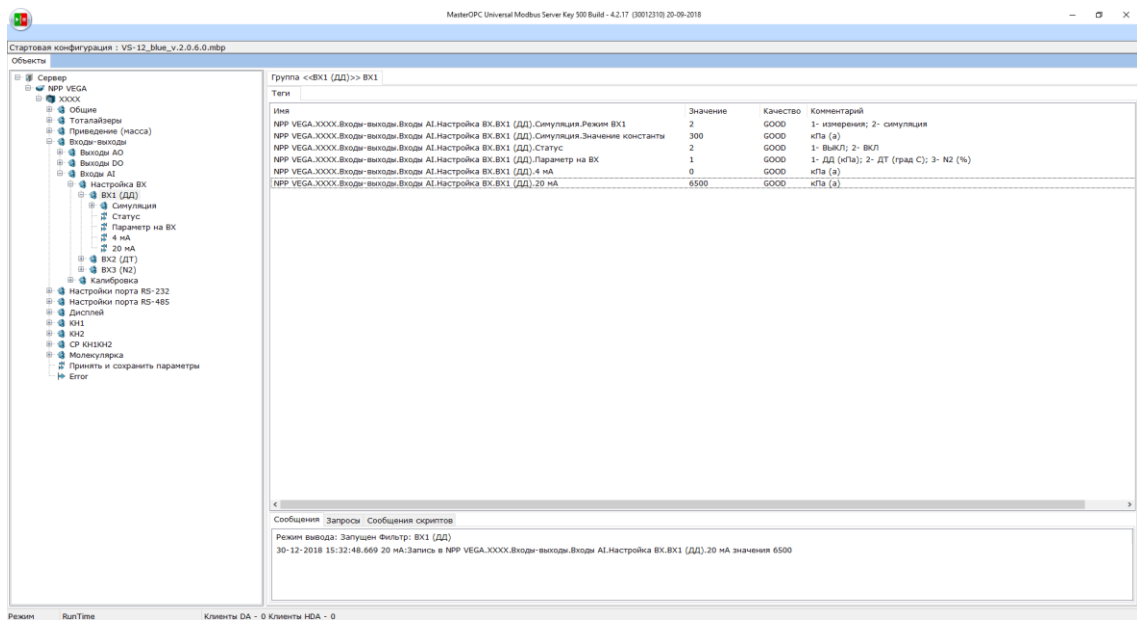 MasterOPC Universal Modbus Server Key 500 Build - 4.2.17 (30012310) 20-09-2018
Стартовая конфигурация : VS-12_blue_v.2.0.6.0.mbp
Объекты
Сервер
NPP VEGA
XXXX
Общие
Тоталайзеры
Приведение (масса)
Входы-выходы
Выходы AO
Выходы DO
Входы AI
Настройка ВХ
ВХ1 (ДД)
Симуляция
Статус
Параметр на ВХ
4 мА
20 мА
ВХ2 (ДТ)
ВХ3 (N2)
Калибровка
Настройки порта RS-232
Настройки порта RS-485
Дисплей
КН1
КН2
СР КН1КН2
Молекулярка
Принять и сохранить параметры
Error
Группа <<ВХ1 (ДД)>> ВХ1
Теги
Имя Значение Качество Комментарий
NPP VEGA.XXXX.Входы-выходы.Входы AI.Настройка ВХ.ВХ1 (ДД).Симуляция.Режим ВХ1 2 GOOD 1- измерения; 2- симуляция
NPP VEGA.XXXX.Входы-выходы.Входы AI.Настройка ВХ.ВХ1 (ДД).Симуляция.Значение константы 300 GOOD кПа (а)
NPP VEGA.XXXX.Входы-выходы.Входы AI.Настройка ВХ.ВХ1 (ДД).Статус 2 GOOD 1- ВЫКЛ; 2- ВКЛ
NPP VEGA.XXXX.Входы-выходы.Входы AI.Настройка ВХ.ВХ1 (ДД).Параметр на ВХ 1 GOOD 1- ДД (кПа); 2- ДТ (град С); 3- N2 (%)
NPP VEGA.XXXX.Входы-выходы.Входы AI.Настройка ВХ.ВХ1 (ДД).4 мА 0 GOOD кПа (а)
NPP VEGA.XXXX.Входы-выходы.Входы AI.Настройка ВХ.ВХ1 (ДД).20 мА 6500 GOOD кПа (а)
Сообщения Запросы Сообщения скриптов
Режим вывода: Запущен Фильтр: ВХ1 (ДД)
30-12-2018 15:32:48.669 20 мА:Запись в NPP VEGA.XXXX.Входы-выходы.Входы AI.Настройка ВХ.ВХ1 (ДД).20 мА значения 6500
Режим RunTime Клиенты DA - 0 Клиенты HDA - 0